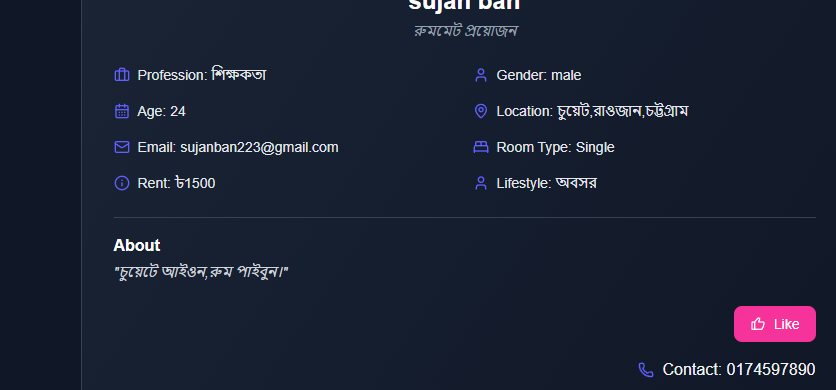 sujan ban
রুমমেট প্রয়োজন
Profession: শিক্ষকতা
Gender: male
Age: 24
Location: চুয়েট,রাওজান,চট্টগ্রাম
Email: sujanban223@gmail.com
Room Type: Single
Rent: ৳1500
Lifestyle: অবসর
About
"চুয়েটে আইওন,রুম পাইবুন।"
Like
Contact: 0174597890